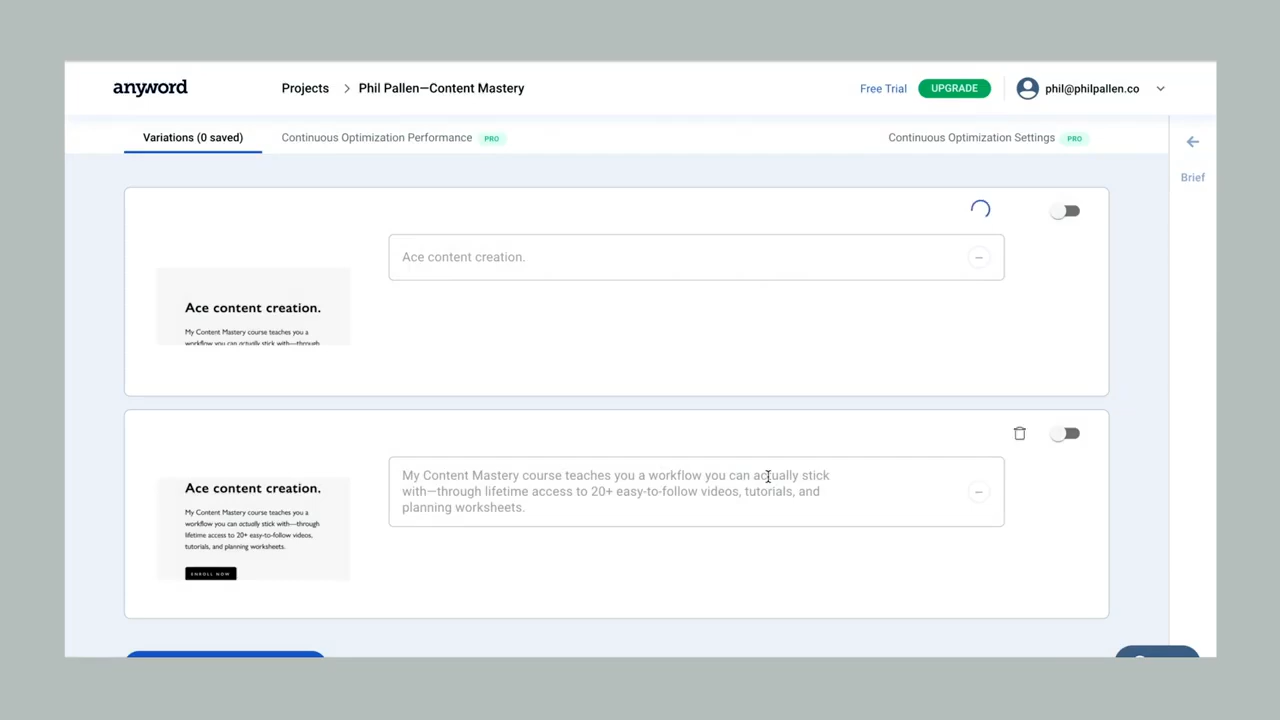 anyword
Projects > Phil Pallen—Content Mastery
Free Trial
UPGRADE
phil@philpallen.co
Variations (0 saved)
Continuous Optimization Performance PRO
Continuous Optimization Settings PRO
Brief
Ace content creation.
Ace content creation.
My Content Mastery course teaches you a
workflow you can actually stick with—through
My Content Mastery course teaches you a workflow you can actually stick
with—through lifetime access to 20+ easy-to-follow videos, tutorials, and
planning worksheets.
Ace content creation.
My Content Mastery course teaches you a
workflow you can actually stick with—through
lifetime access to 20+ easy-to-follow videos,
tutorials, and planning worksheets.
ENROLL NOW